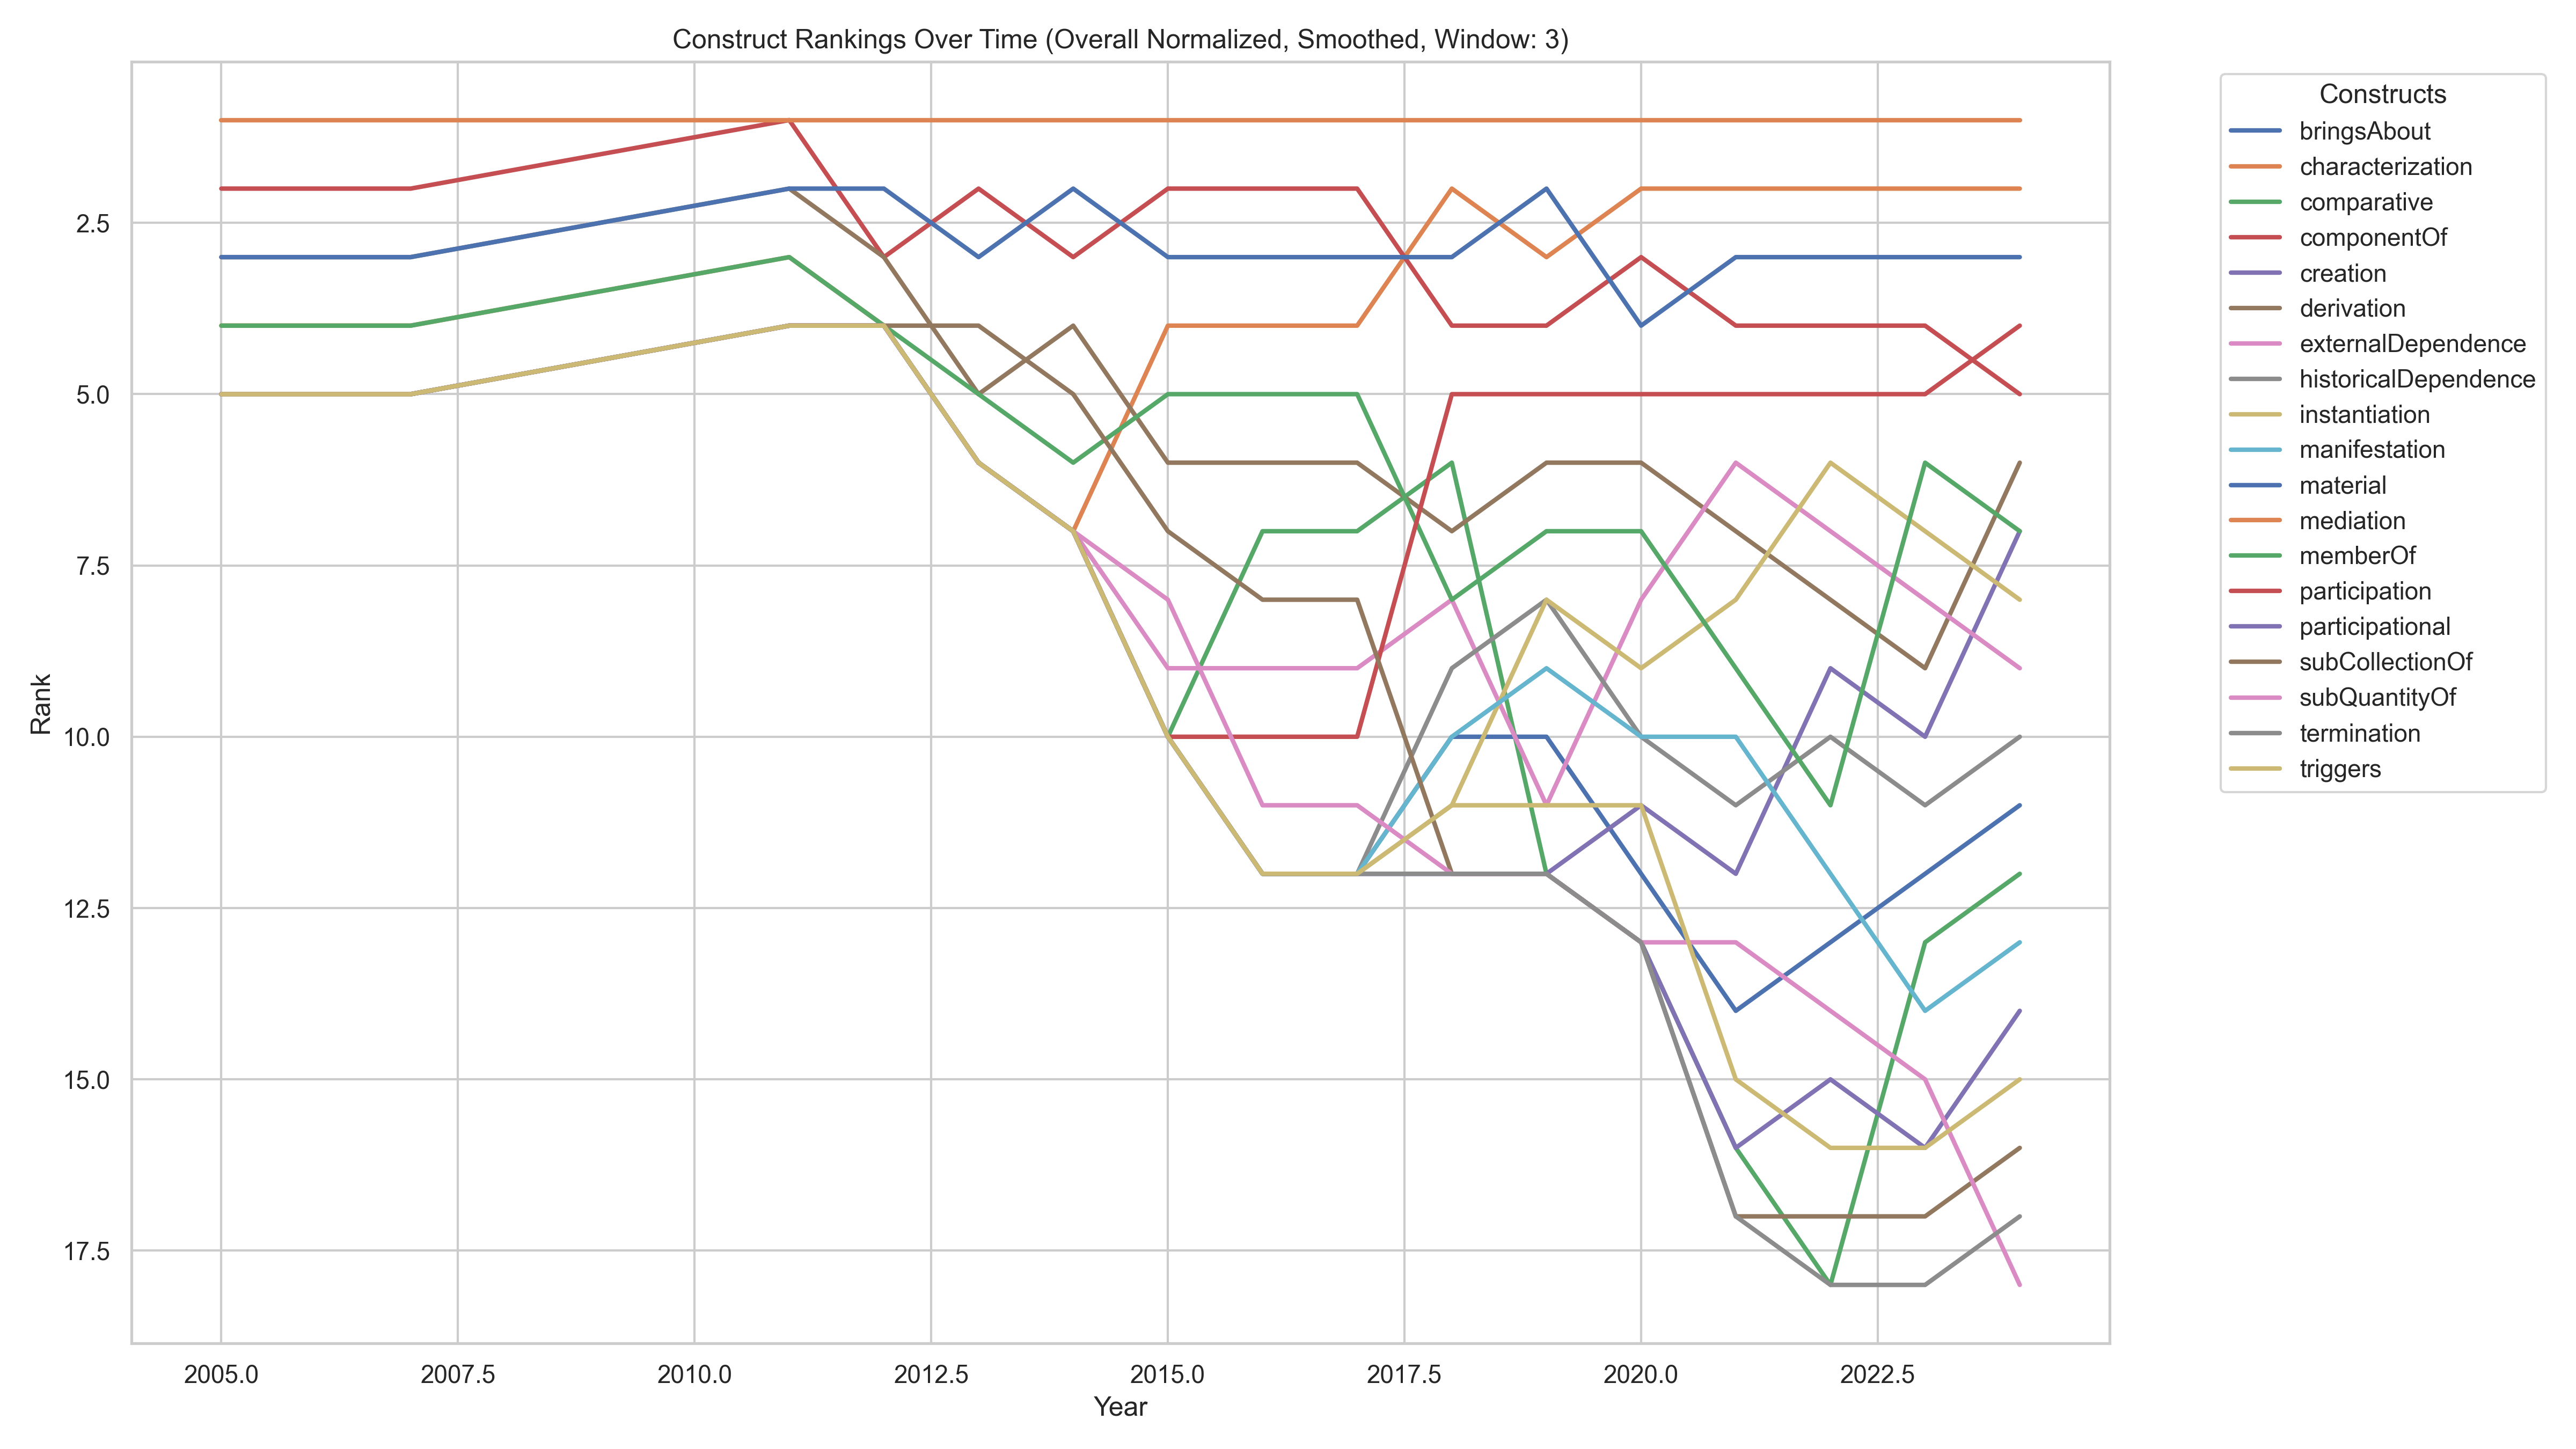 Construct Rankings Over Time (Overall Normalized, Smoothed, Window: 3)
Constructs
bringsAbout
characterization
comparative
componentOf
creation
derivation
externalDependence
historicalDependence
instantiation
manifestation
material
mediation
memberOf
participation
participational
subCollectionOf
subQuantityOf
termination
triggers
Rank
2.5
5.0
7.5
10.0
12.5
15.0
17.5
2005.0 2007.5 2010.0 2012.5 2015.0 2017.5 2020.0 2022.5
Year